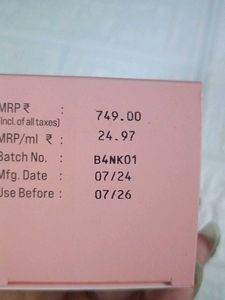 MRP ₹ : 749.00
(incl. of all taxes)
MRP/ml ₹ : 24.97
Batch No. : B4NK01
Mfg. Date : 07/24
Use Before : 07/26